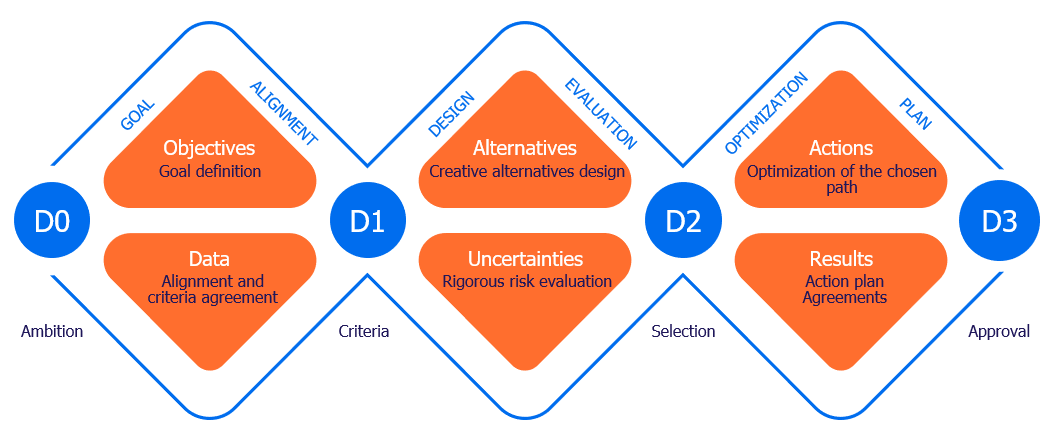 GOAL
ALIGNMENT
DESIGN
EVALUATION
OPTIMIZATION
PLAN
Objectives
Goal definition
Alternatives
Creative alternatives design
Actions
Optimization of the chosen
path
D0
D1
D2
D3
Data
Alignment and
criteria agreement
Uncertainties
Rigorous risk evaluation
Results
Action plan
Agreements
Ambition
Criteria
Selection
Approval